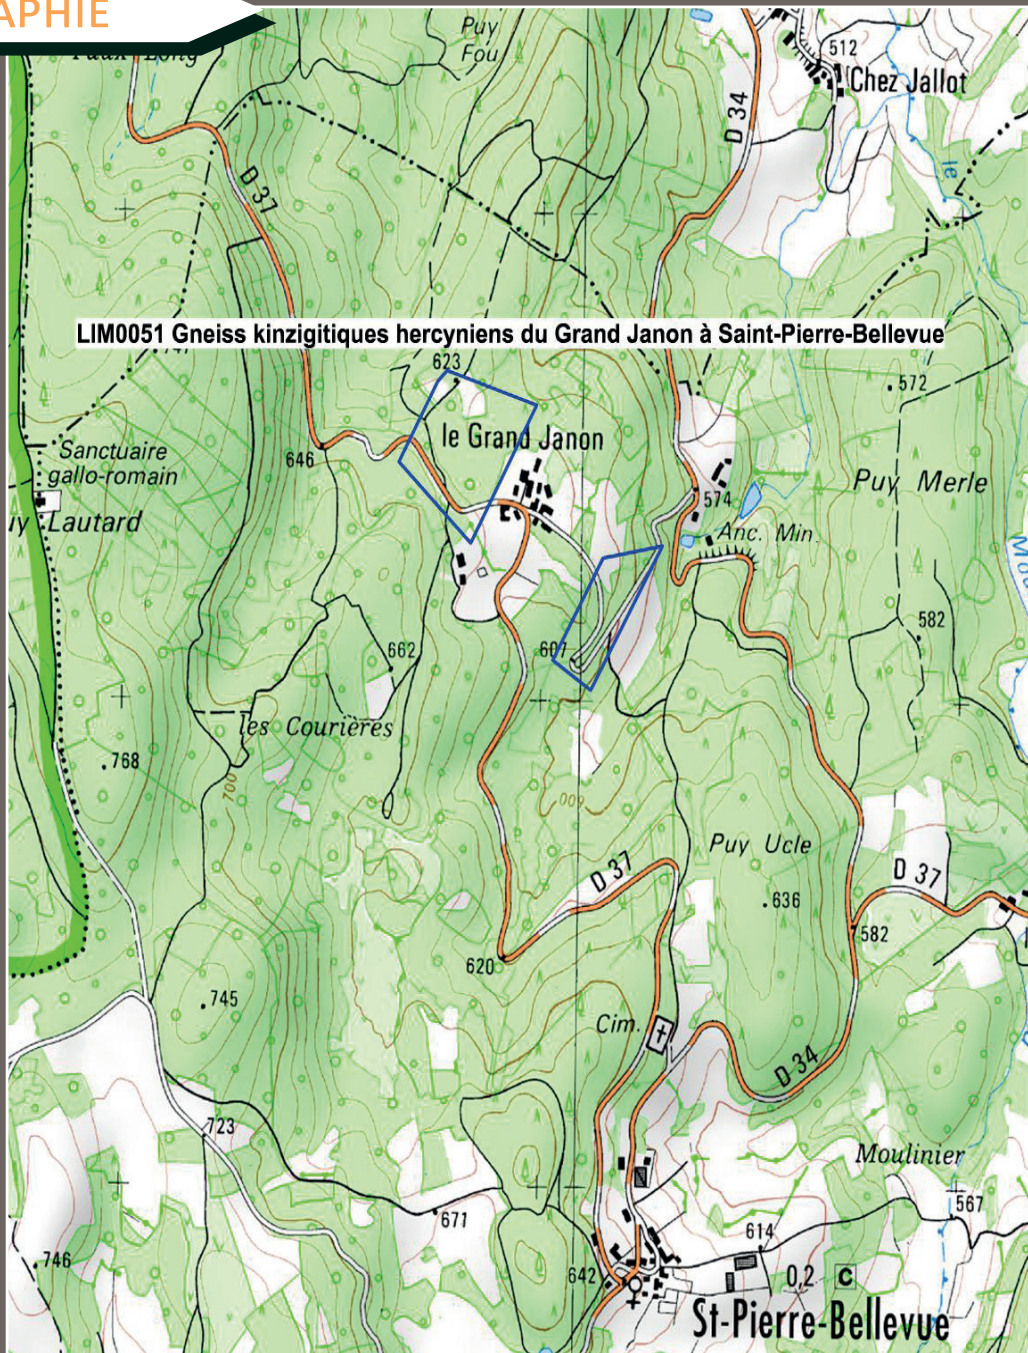 APHIE
Puy
Fou
512
Chez Jallot
D 34
le
D 37
LIM0051 Gneiss kinzigitiques hercyniens du Grand Janon à Saint-Pierre-Bellevue
623
572
le Grand Janon
Sanctuaire
gallo-romain
646
574
Puy Merle
uy Lautard
Anc. Min.
582
607
662
les Courières
768
700
600
Puy Ucle
D 37
D 37
636
582
620
745
Cim.
D 34
723
Moulinier
671
567
614
746
642
0,2 C
St-Pierre-Bellevue